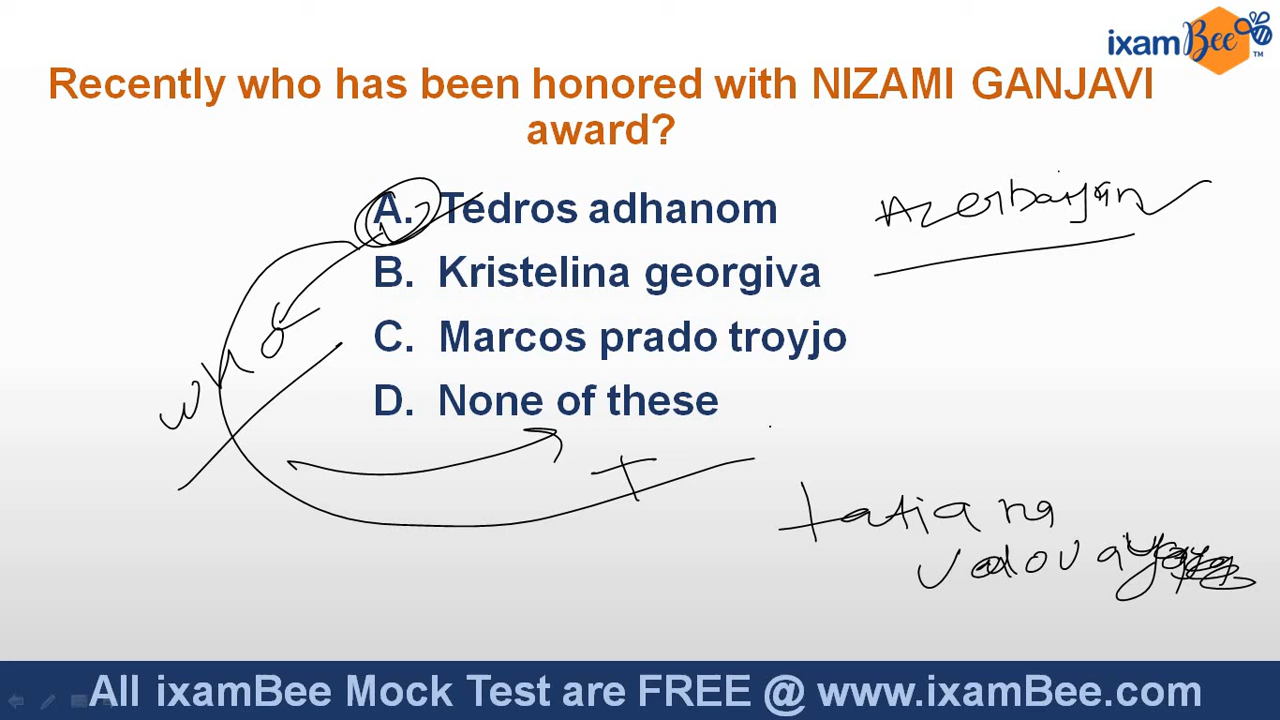 ixamBee
TM
Recently who has been honored with NIZAMI GANJAVI
award?
A. Tedros adhanom
Azerbaijan
B. Kristelina georgiva
C. Marcos prado troyjo
D. None of these
who
tatiana
All ixamBee Mock Test are FREE @ www.ixamBee.com